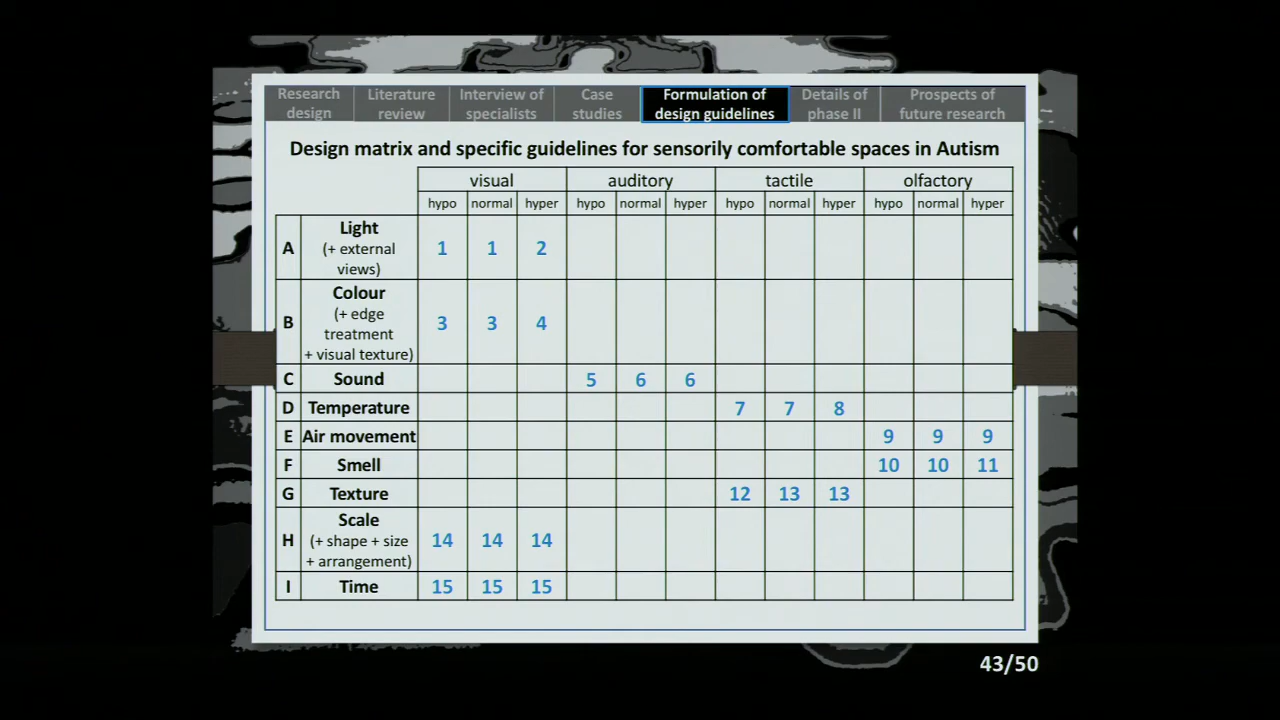 Research Literature Interview of Case Formulation of Details of Prospects of
design review specialists studies design guidelines phase II future research
Design matrix and specific guidelines for sensorily comfortable spaces in Autism
visual auditory tactile olfactory
hypo normal hyper hypo normal hyper hypo normal hyper hypo normal hyper
Light
A (+ external 1 1 2
views)
Colour
(+ edge
B treatment 3 3 4
+ visual texture)
C Sound 5 6 6
D Temperature 7 7 8
E Air movement 9 9 9
F Smell 10 10 11
G Texture 12 13 13
Scale
H (+ shape + size 14 14 14
+ arrangement)
I Time 15 15 15
43/50